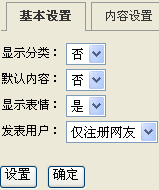 基本设置 内容设置
显示分类： 否
默认内容： 否
显示表情： 是
发表用户： 仅注册网友
设置 确定